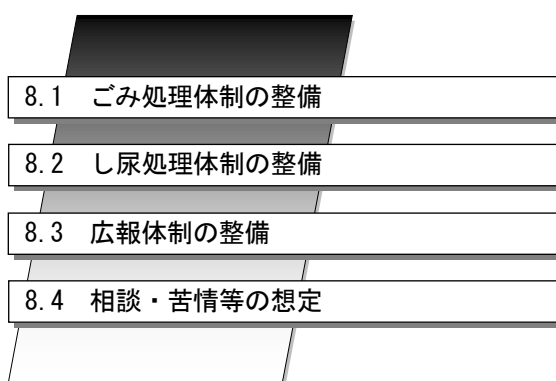 8.1 ごみ処理体制の整備
8.2 し尿処理体制の整備
8.3 広報体制の整備
8.4 相談・苦情等の想定